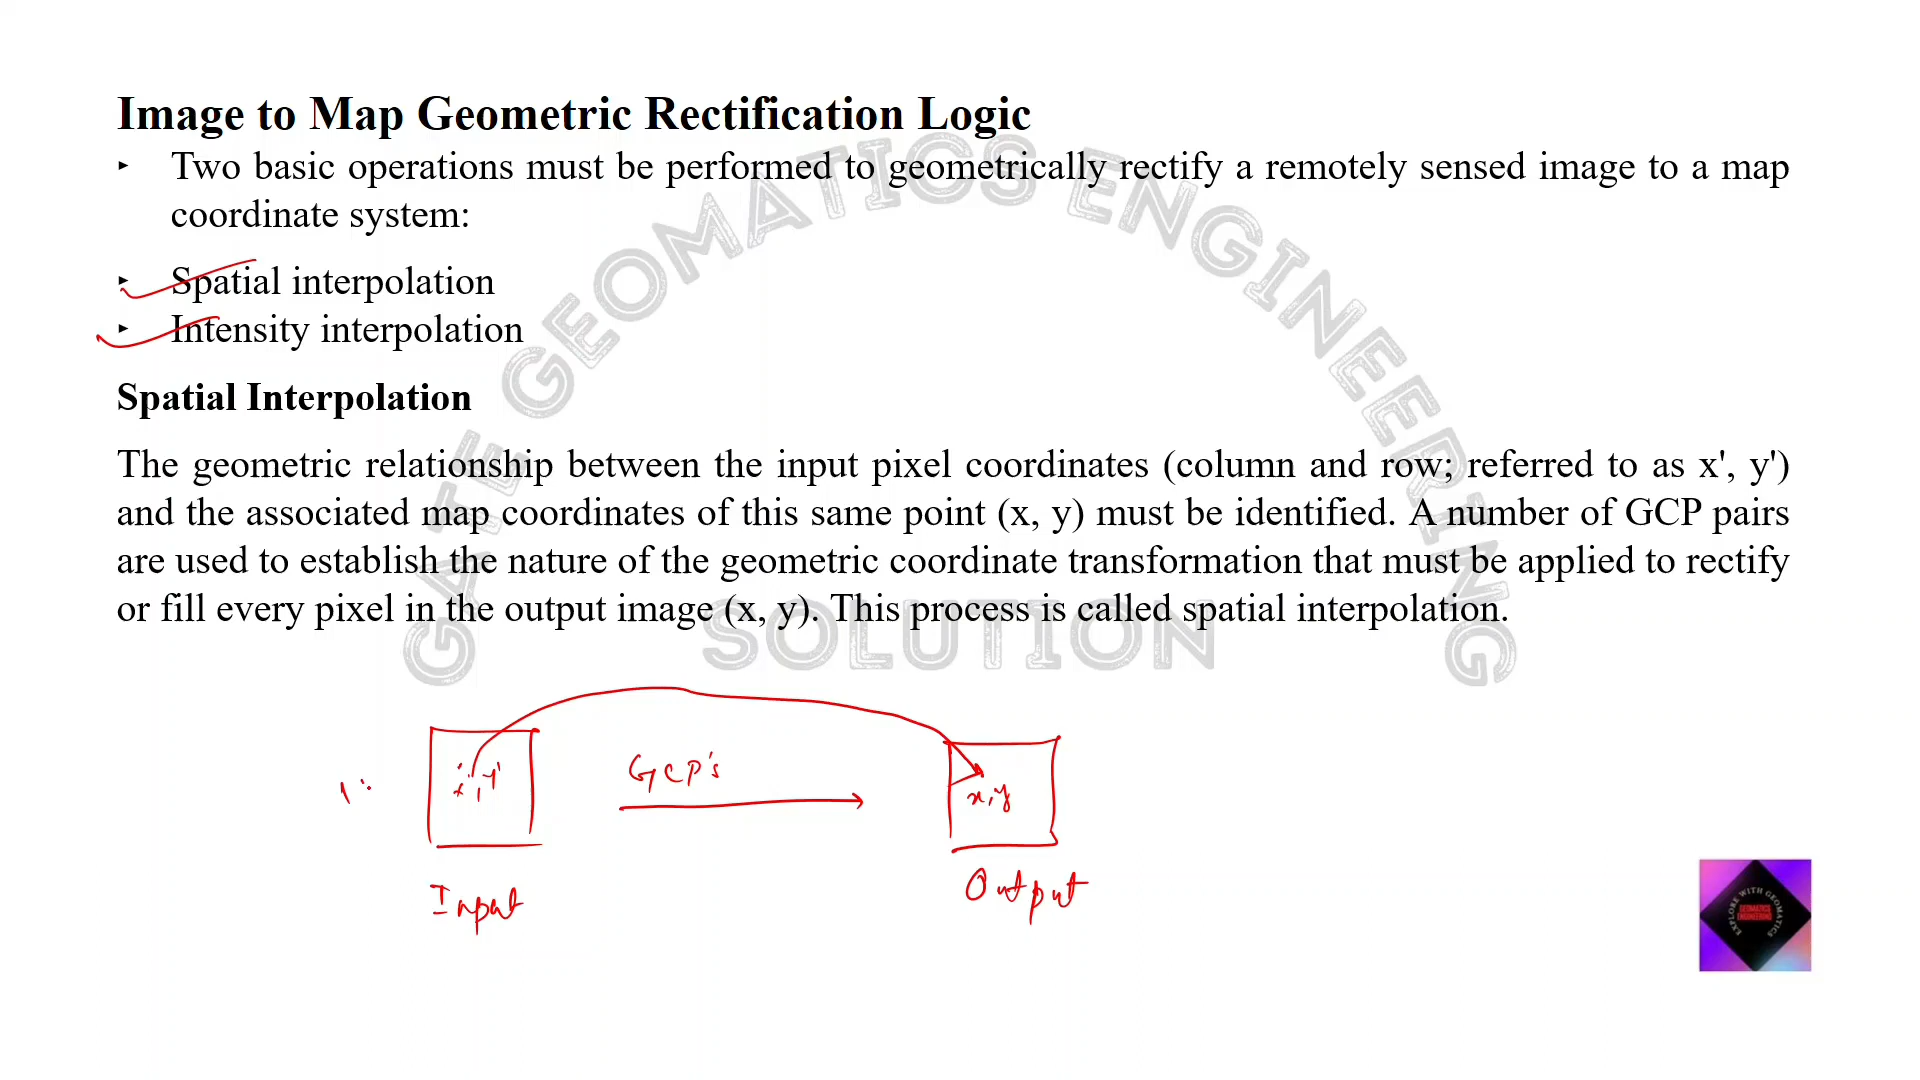 Image to Map Geometric Rectification Logic
‣ Two basic operations must be performed to geometrically rectify a remotely sensed image to a map
coordinate system:
‣ Spatial interpolation
‣ Intensity interpolation
Spatial Interpolation
The geometric relationship between the input pixel coordinates (column and row; referred to as x', y')
and the associated map coordinates of this same point (x, y) must be identified. A number of GCP pairs
are used to establish the nature of the geometric coordinate transformation that must be applied to rectify
or fill every pixel in the output image (x, y). This process is called spatial interpolation.
GATE GEOMATICS ENGINEERING
SOLUTION
x', y'
GCP's
x, y
Input
Output
EXPLORE WITH GEOMATICS
GEOMATICS
ENGINEERING